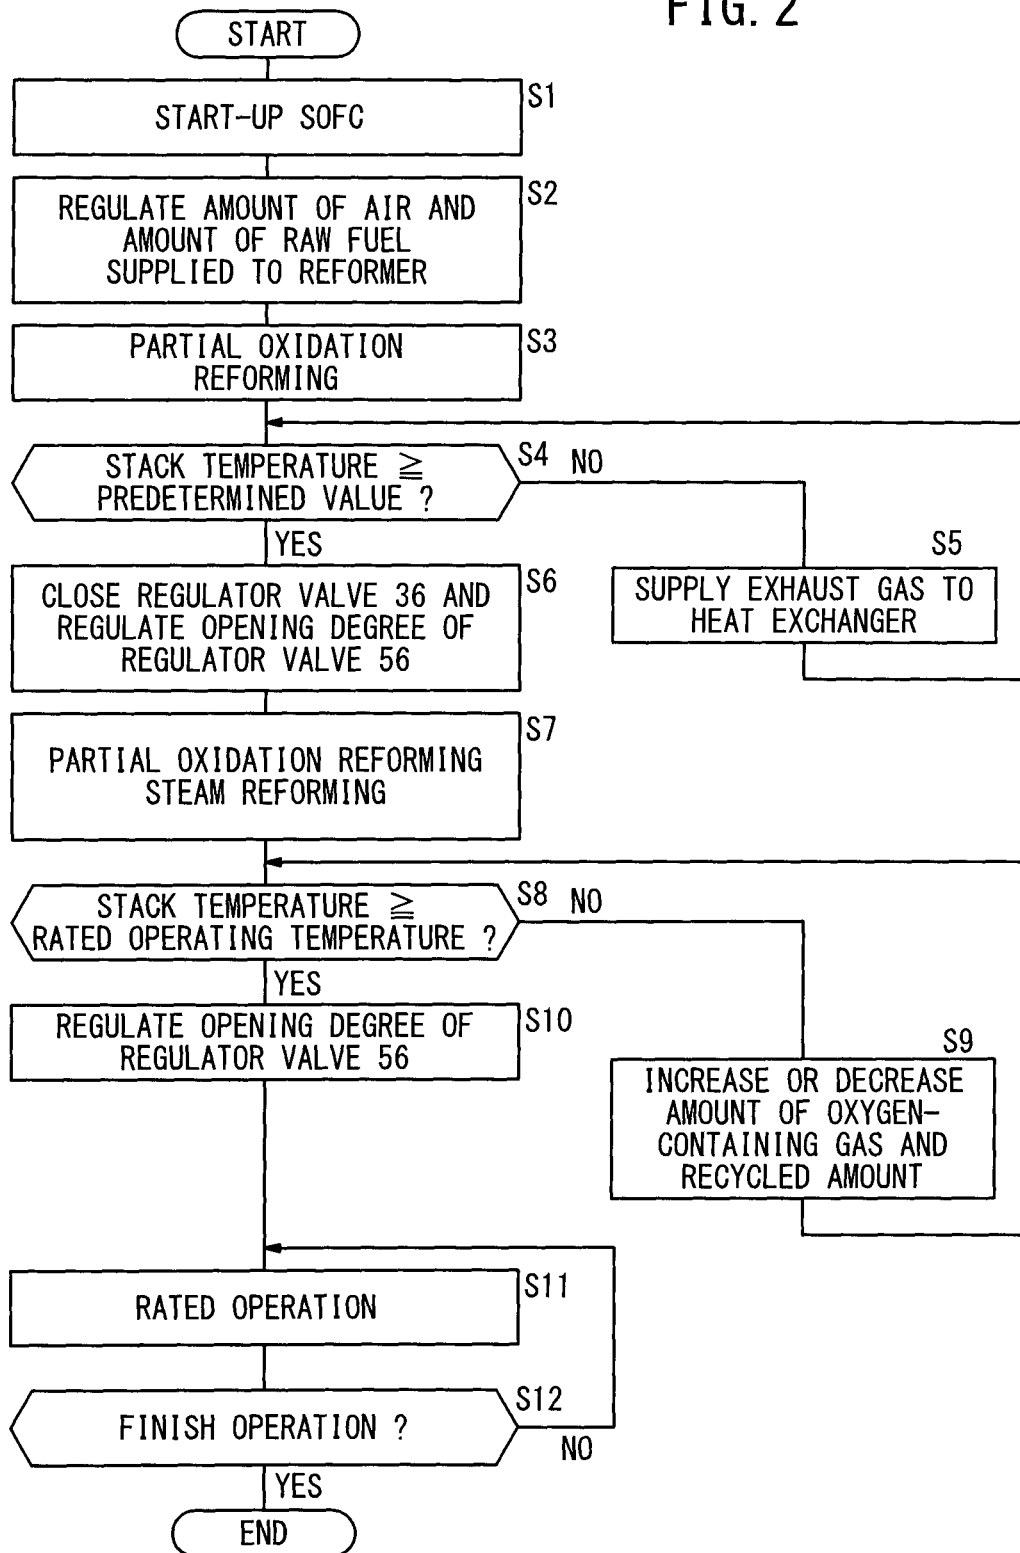 FIG. 2
START
S1
START-UP SOFC
S2
REGULATE AMOUNT OF AIR AND
AMOUNT OF RAW FUEL
SUPPLIED TO REFORMER
S3
PARTIAL OXIDATION
REFORMING
S4
NO
STACK TEMPERATURE ≧
PREDETERMINED VALUE ?
YES
S5
SUPPLY EXHAUST GAS TO
HEAT EXCHANGER
S6
CLOSE REGULATOR VALVE 36 AND
REGULATE OPENING DEGREE OF
REGULATOR VALVE 56
S7
PARTIAL OXIDATION REFORMING
STEAM REFORMING
S8
NO
STACK TEMPERATURE ≧
RATED OPERATING TEMPERATURE ?
YES
S9
INCREASE OR DECREASE
AMOUNT OF OXYGEN-
CONTAINING GAS AND
RECYCLED AMOUNT
S10
REGULATE OPENING DEGREE OF
REGULATOR VALVE 56
S11
RATED OPERATION
S12
FINISH OPERATION ?
NO
YES
END